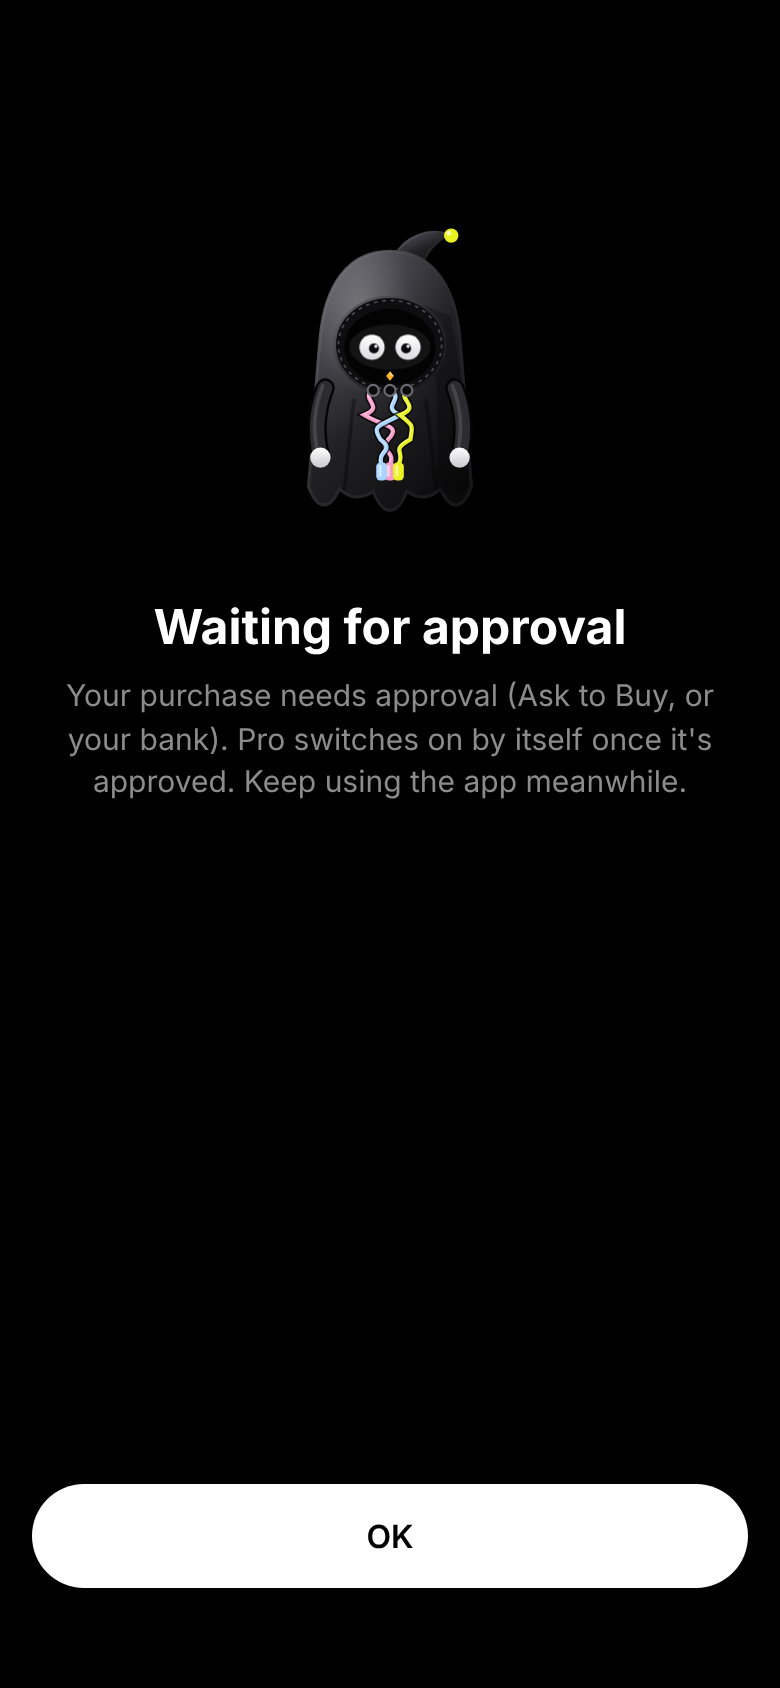 Waiting for approval
Your purchase needs approval (Ask to Buy, or
your bank). Pro switches on by itself once it's
approved. Keep using the app meanwhile.
OK